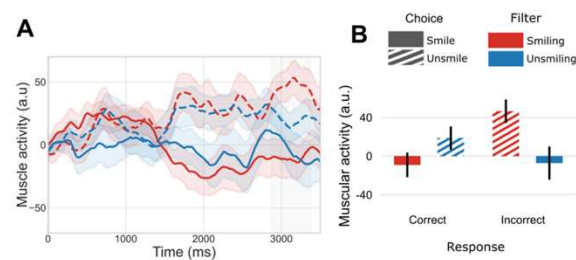 A
Muscle activity (a.u)
50
0
−50
0
1000
2000
3000
Time (ms)
B
Choice
Filter
Smile
Smiling
Unsmile
Unsmiling
Muscular activity (a.u.)
40
0
-40
Correct
Incorrect
Response